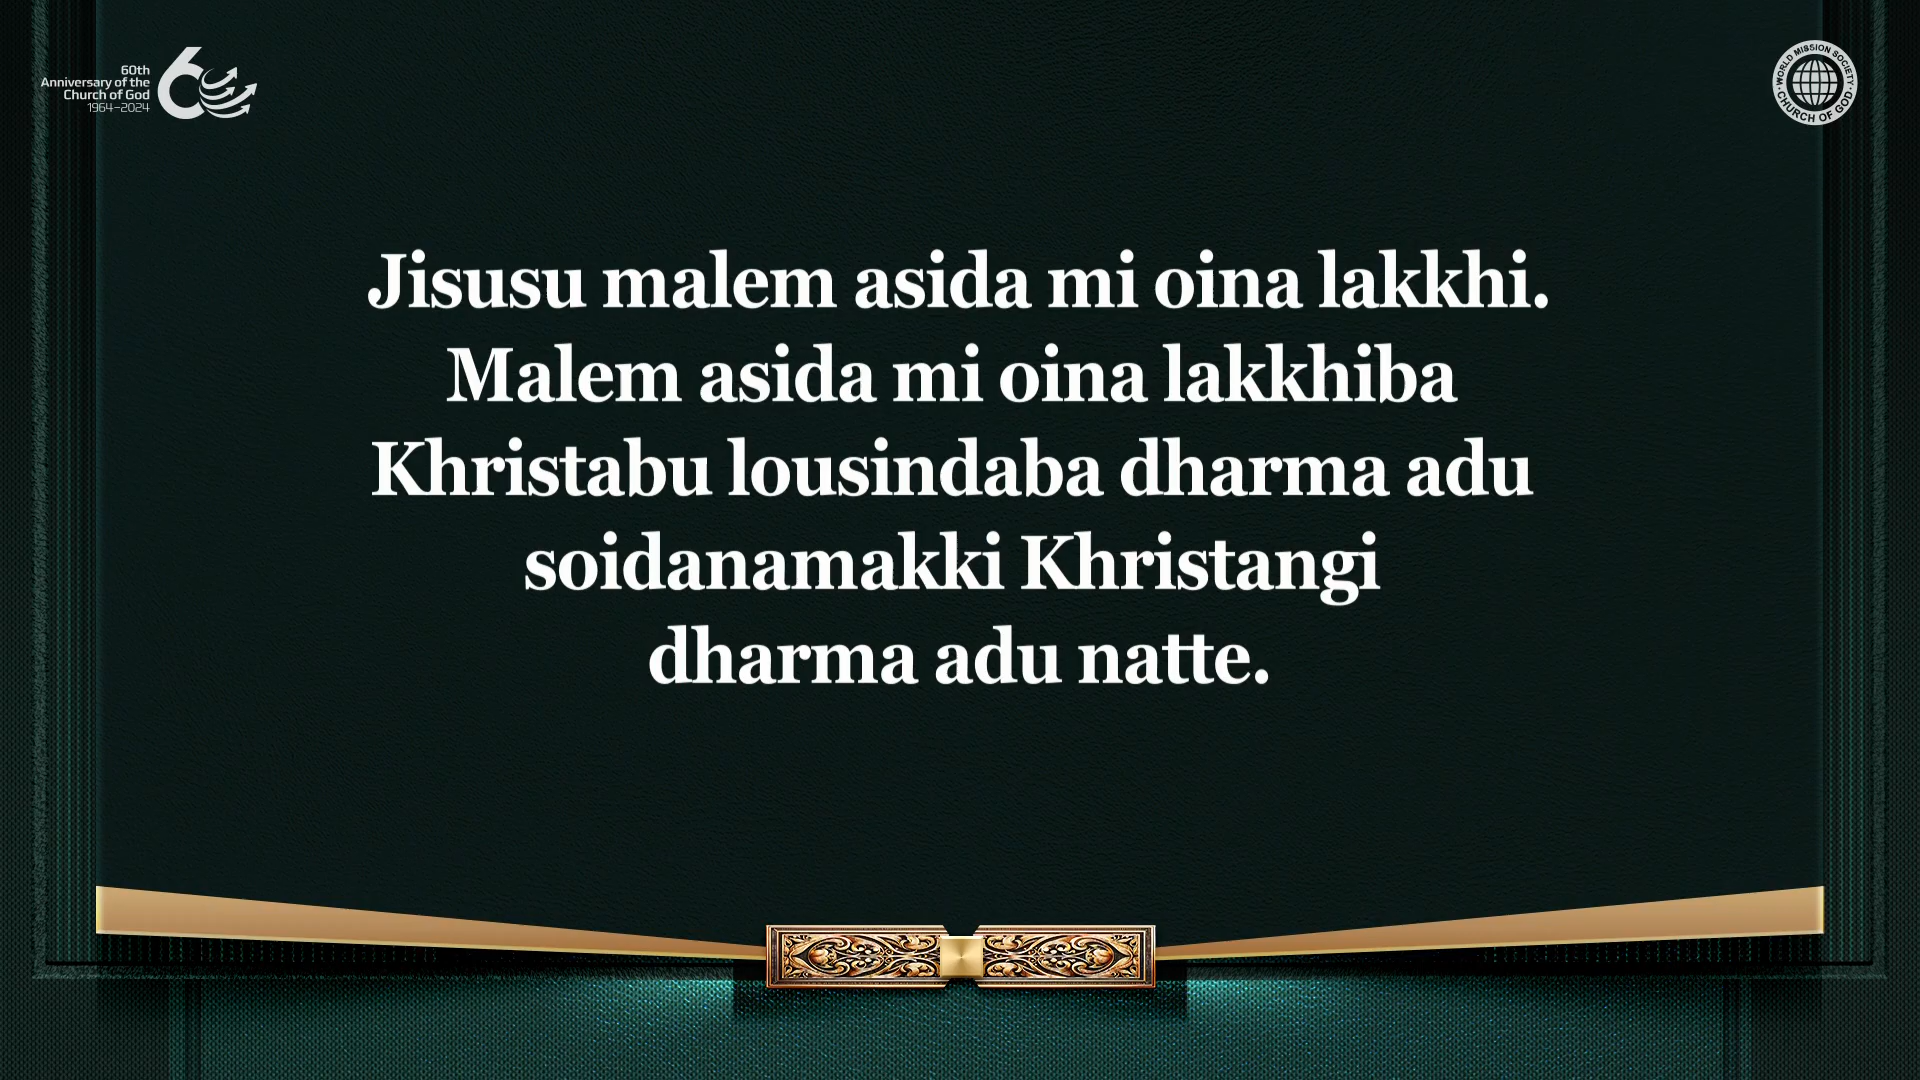 60th
Anniversary of the
Church of God
1964–2024
60
WORLD MISSION SOCIETY
CHURCH OF GOD
Jisusu malem asida mi oina lakkhi.
Malem asida mi oina lakkhiba
Khristabu lousindaba dharma adu
soidanamakki Khristangi
dharma adu natte.